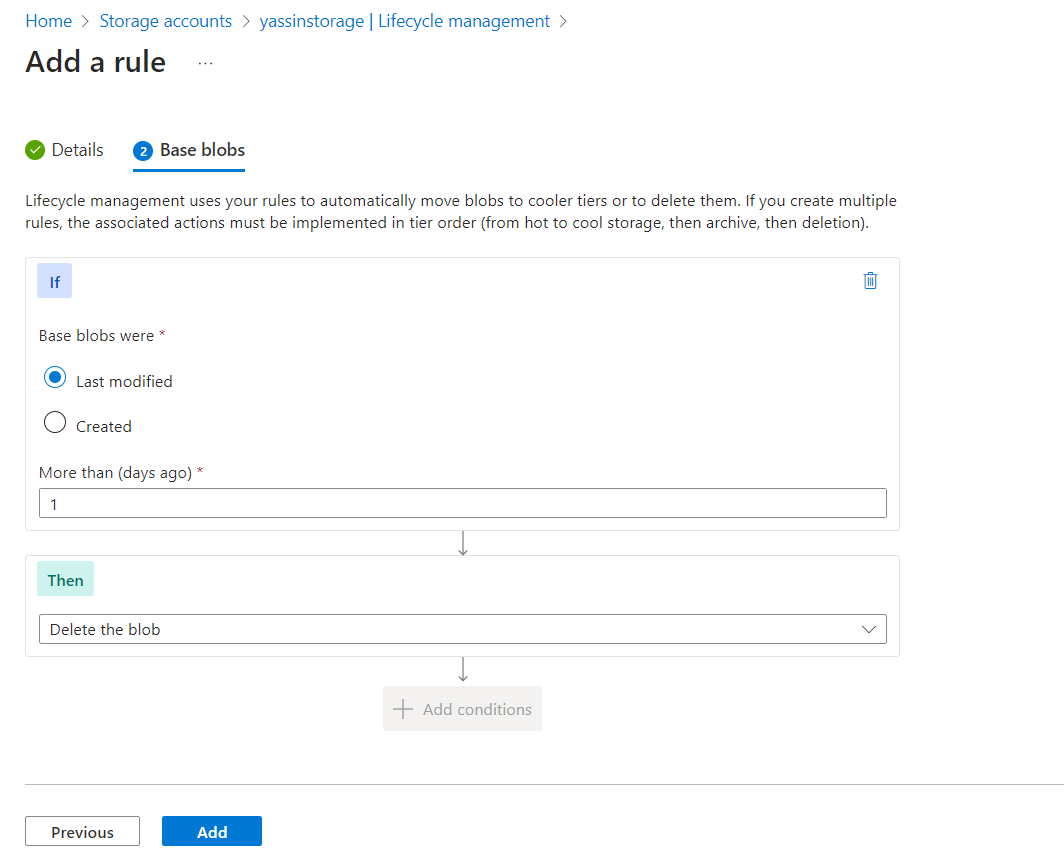 Home > Storage accounts > yassinstorage | Lifecycle management >
Add a rule ...
Details 2 Base blobs
Lifecycle management uses your rules to automatically move blobs to cooler tiers or to delete them. If you create multiple
rules, the associated actions must be implemented in tier order (from hot to cool storage, then archive, then deletion).
If
Base blobs were *
Last modified
Created
More than (days ago) *
1
Then
Delete the blob
Add conditions
Previous Add